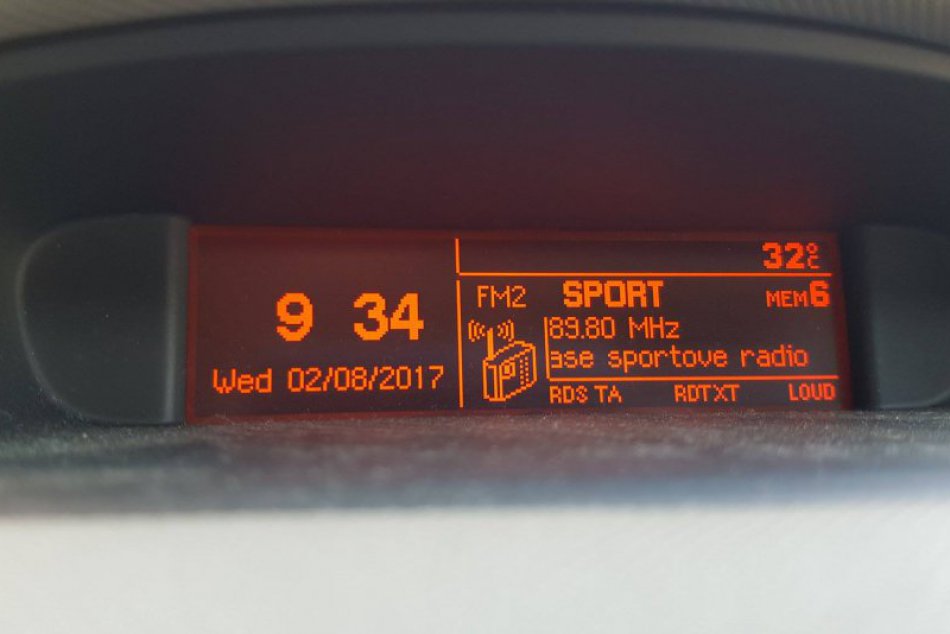 9 34
Wed 02/08/2017
32°C
FM2 SPORT MEM6
89.80 MHz
ase sportove radio
RDS TA RDTXT LOUD